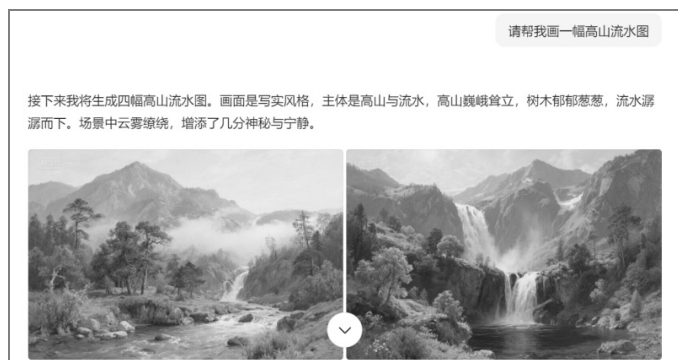 请帮我画一幅高山流水图
接下来我将生成四幅高山流水图。画面是写实风格，主体是高山与流水，高山巍峨耸立，树木郁郁葱葱，流水潺
潺而下。场景中云雾缭绕，增添了几分神秘与宁静。